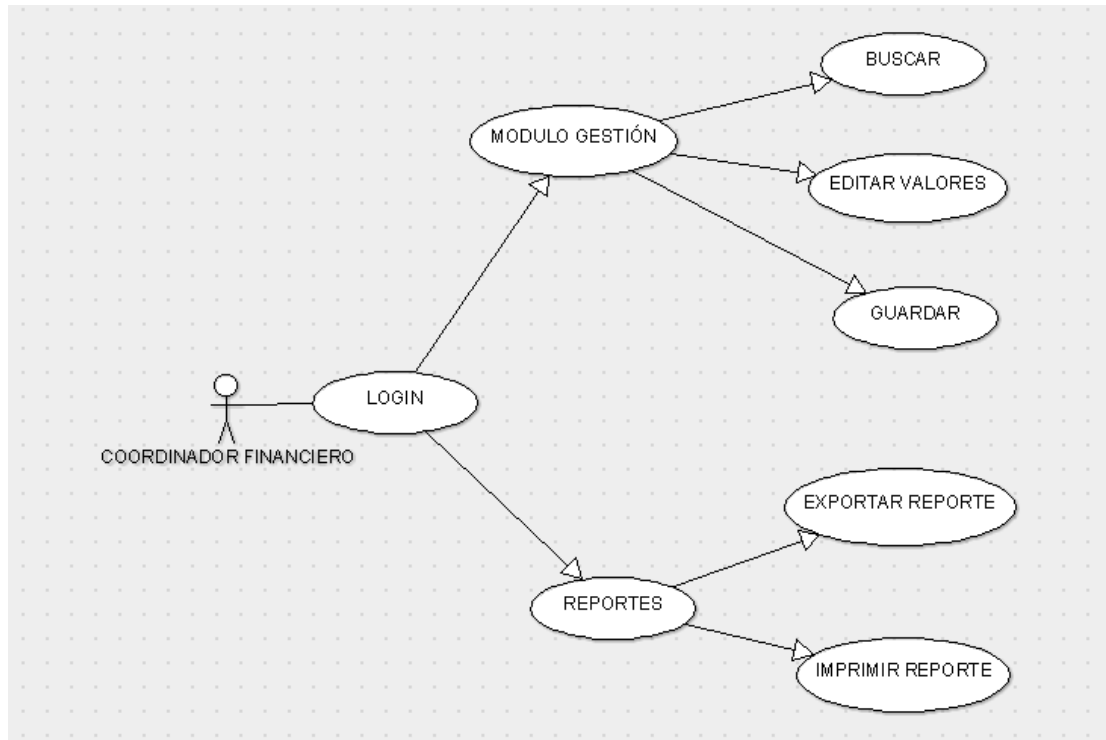 BUSCAR
MODULO GESTIÓN
EDITAR VALORES
GUARDAR
LOGIN
COORDINADOR FINANCIERO
EXPORTAR REPORTE
REPORTES
IMPRIMIR REPORTE